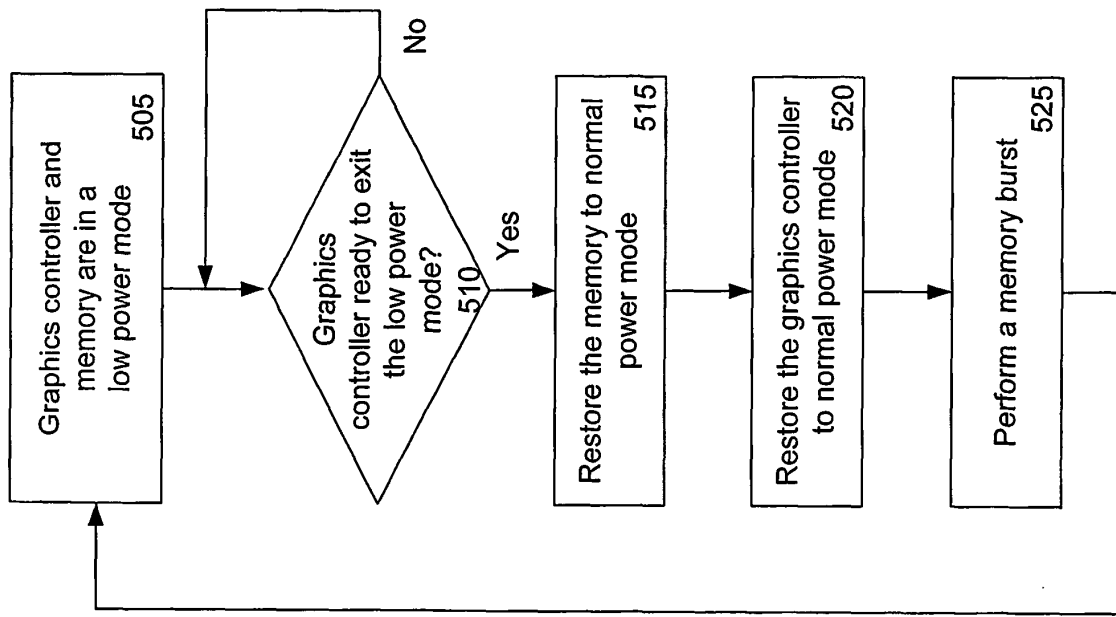 Graphics controller and
memory are in a
low power mode
505
Graphics
controller ready to exit
the low power
mode?
510
No
Yes
Restore the memory to normal
power mode
515
Restore the graphics controller
to normal power mode
520
Perform a memory burst
525